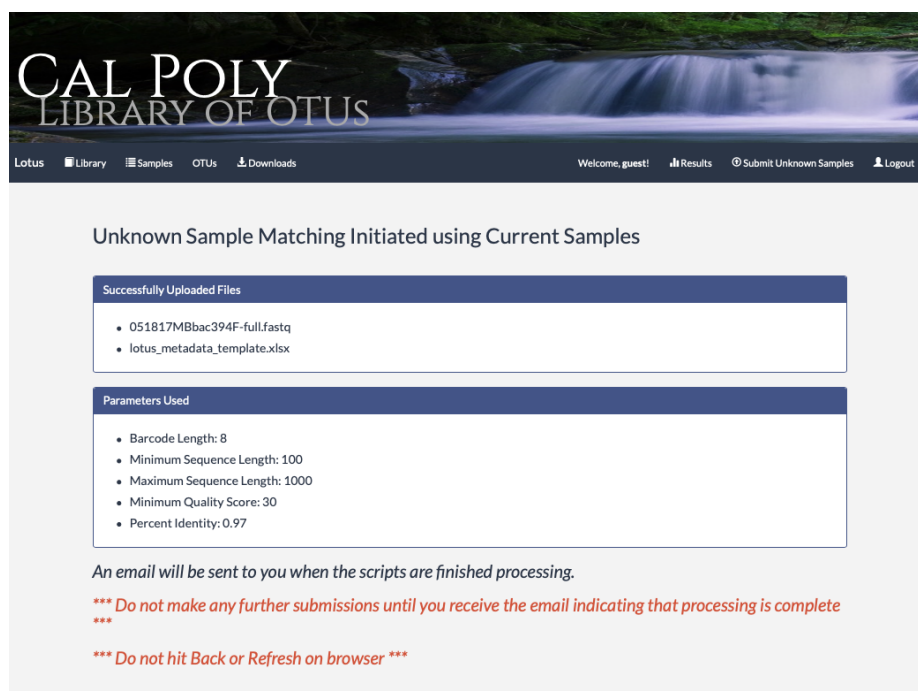 CAL POLY
LIBRARY OF OTUS
Lotus Library Samples OTUs Downloads Welcome, guest! Results Submit Unknown Samples Logout
Unknown Sample Matching Initiated using Current Samples
Successfully Uploaded Files
• 051817MBbac394F-full.fastq
• lotus_metadata_template.xlsx
Parameters Used
• Barcode Length: 8
• Minimum Sequence Length: 100
• Maximum Sequence Length: 1000
• Minimum Quality Score: 30
• Percent Identity: 0.97
An email will be sent to you when the scripts are finished processing.
*** Do not make any further submissions until you receive the email indicating that processing is complete
***
*** Do not hit Back or Refresh on browser ***